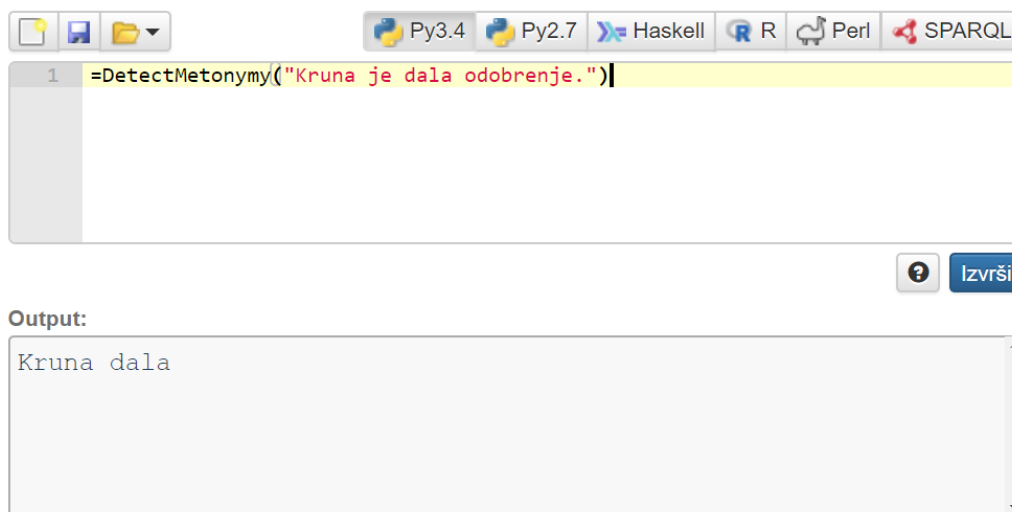 Py3.4 Py2.7 Haskell R R Perl SPARQL
1 =DetectMetonymy("Kruna je dala odobrenje.")
? Izvrši
Output:
Kruna dala